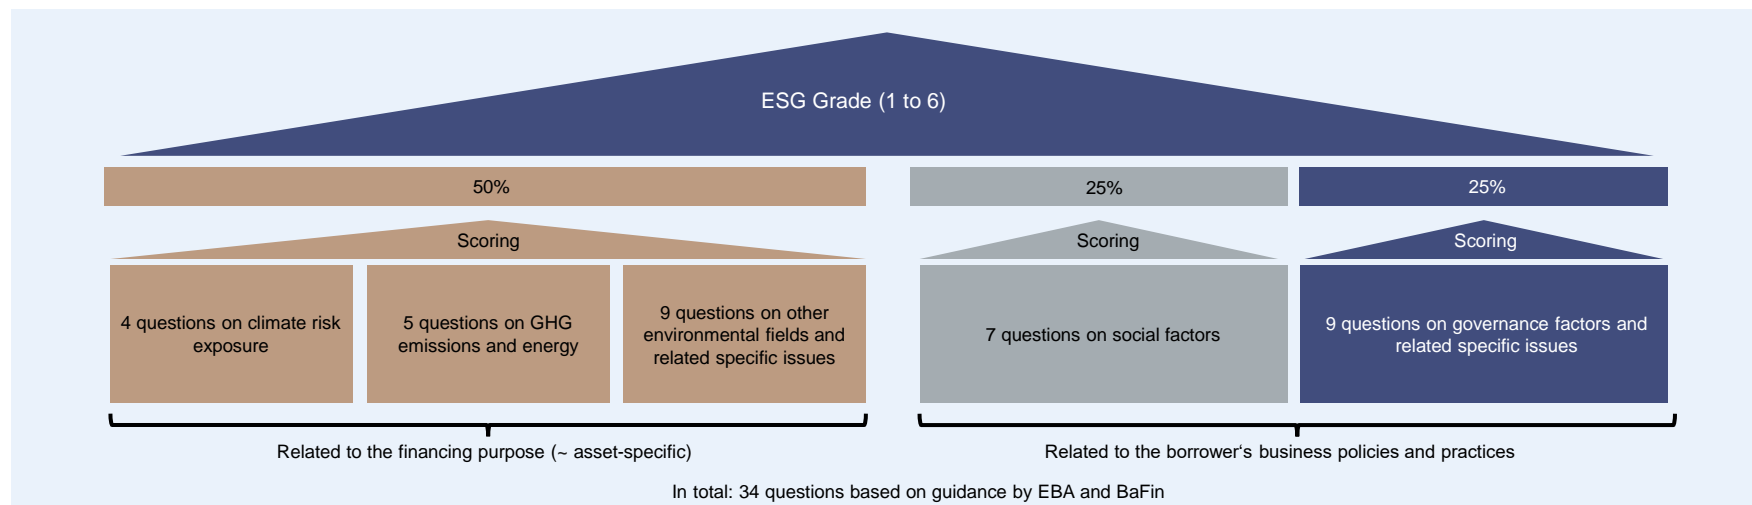 ESG Grade (1 to 6)
50%
25%
25%
Scoring
Scoring
Scoring
4 questions on climate risk
exposure
5 questions on GHG
emissions and energy
9 questions on other
environmental fields and
related specific issues
7 questions on social factors
9 questions on governance factors and
related specific issues
Related to the financing purpose (~ asset-specific)
Related to the borrower‘s business policies and practices
In total: 34 questions based on guidance by EBA and BaFin